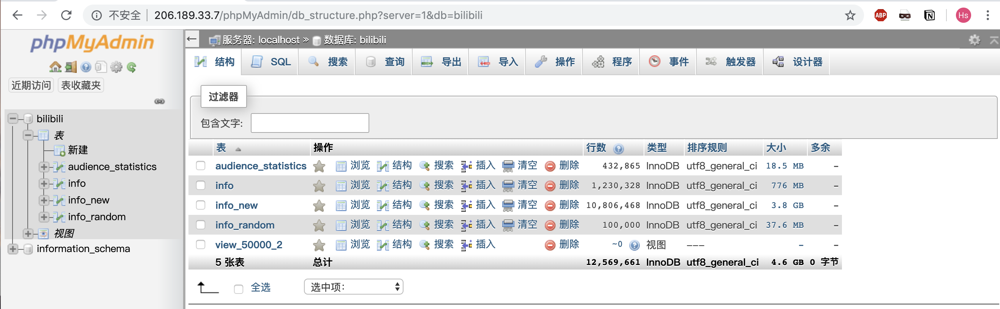 不安全 206.189.33.7/phpMyAdmin/db_structure.php?server=1&db=bilibili ABP N Hs
phpMyAdmin
近期访问 表收藏夹
bilibili
表
新建
audience_statistics
info
info_new
info_random
视图
information_schema
服务器: localhost » 数据库: bilibili
结构 SQL 搜索 查询 导出 导入 操作 程序 事件 触发器 设计器
过滤器
包含文字:
表 操作 行数 类型 排序规则 大小 多余
audience_statistics 浏览 结构 搜索 插入 清空 删除 432,865 InnoDB utf8_general_ci 18.5 MB –
info 浏览 结构 搜索 插入 清空 删除 1,230,328 InnoDB utf8_general_ci 776 MB –
info_new 浏览 结构 搜索 插入 清空 删除 10,806,468 InnoDB utf8_general_ci 3.8 GB –
info_random 浏览 结构 搜索 插入 清空 删除 100,000 InnoDB utf8_general_ci 37.6 MB –
view_50000_2 浏览 结构 搜索 插入 删除 ~0 视图 --- – –
5 张表 总计 12,569,661 InnoDB utf8_general_ci 4.6 GB 0 字节
全选 选中项: